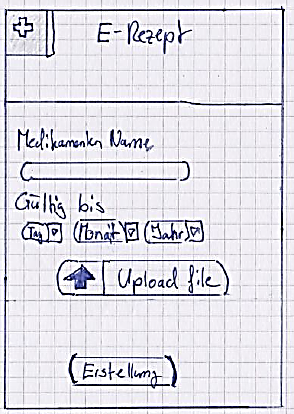 E-Rezept
Medikamenten Name
Gültig bis
Tag Monat Jahr
Upload file
Erstellung